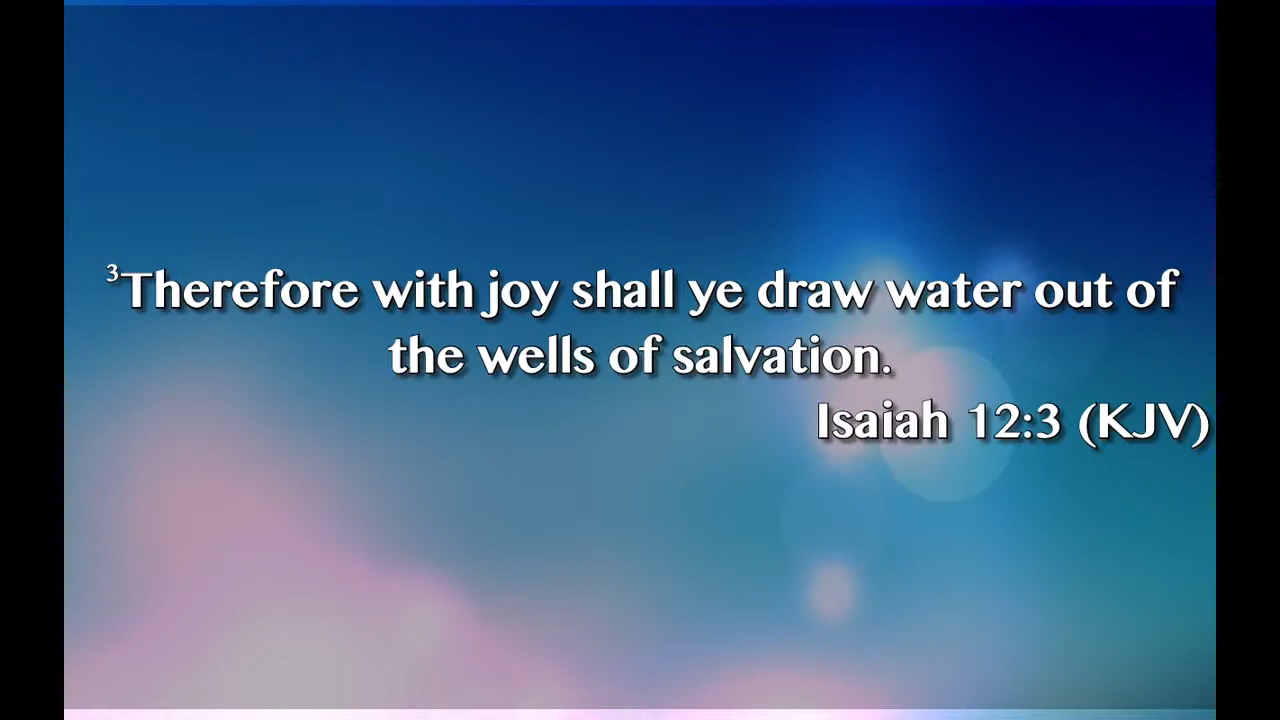 ³Therefore with joy shall ye draw water out of
the wells of salvation.
Isaiah 12:3 (KJV)